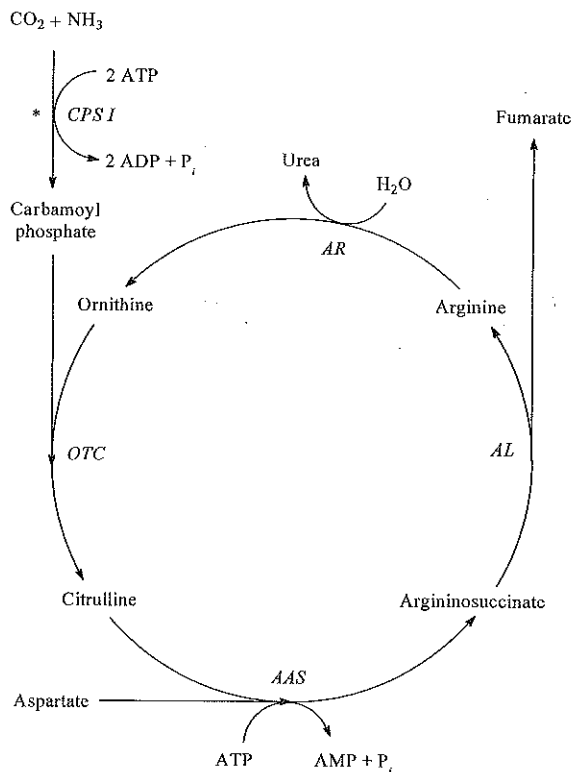 CO₂ + NH₃
2 ATP
* CPS I
Fumarate
2 ADP + Pᵢ
Urea
H₂O
Carbamoyl
phosphate
AR
Ornithine
Arginine
OTC
AL
Citrulline
Argininosuccinate
AAS
Aspartate
ATP
AMP + Pᵢ